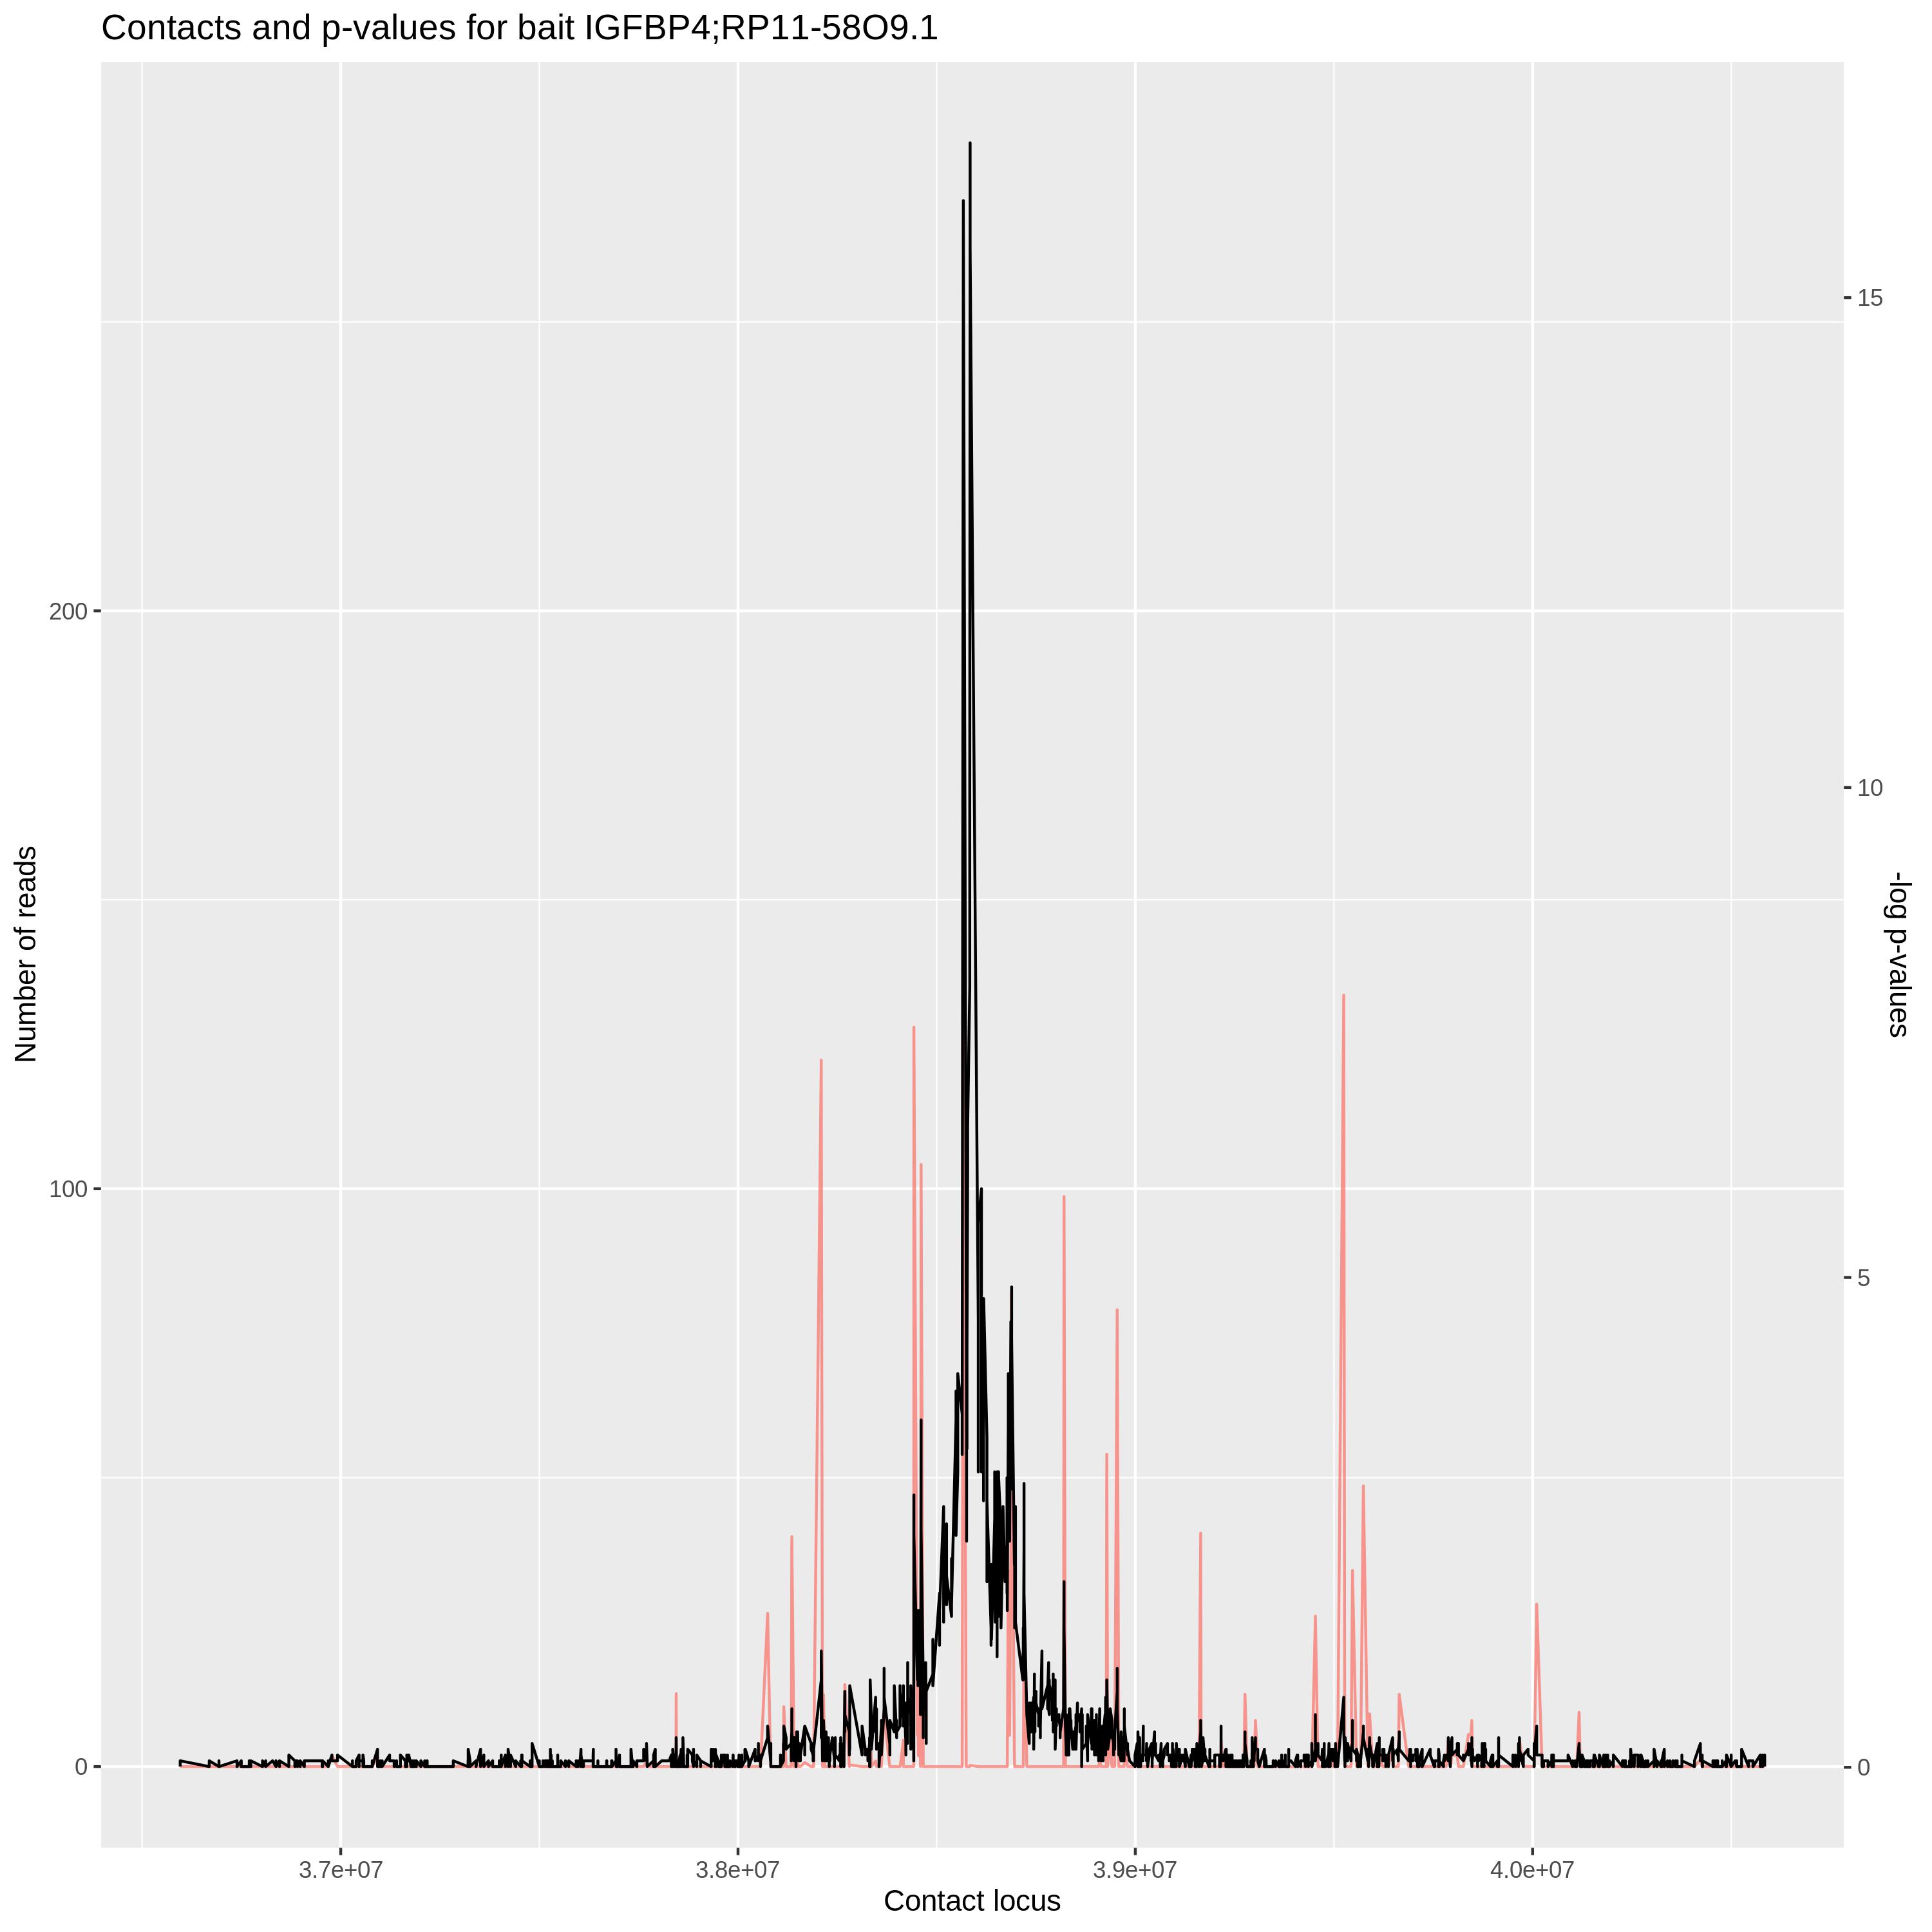 Contacts and p-values for bait IGFBP4;RP11-58O9.1
Number of reads
200
100
0
15
10
5
0
-log p-values
3.7e+07 3.8e+07 3.9e+07 4.0e+07
Contact locus